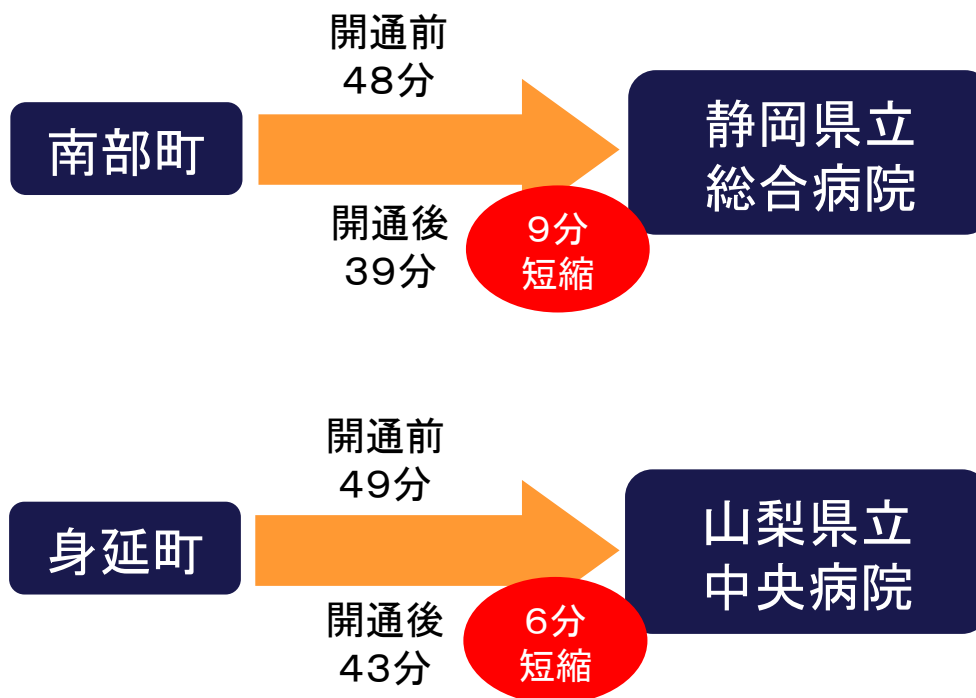 開通前
48分
南部町
静岡県立
総合病院
開通後
39分
9分
短縮
開通前
49分
身延町
山梨県立
中央病院
開通後
43分
6分
短縮